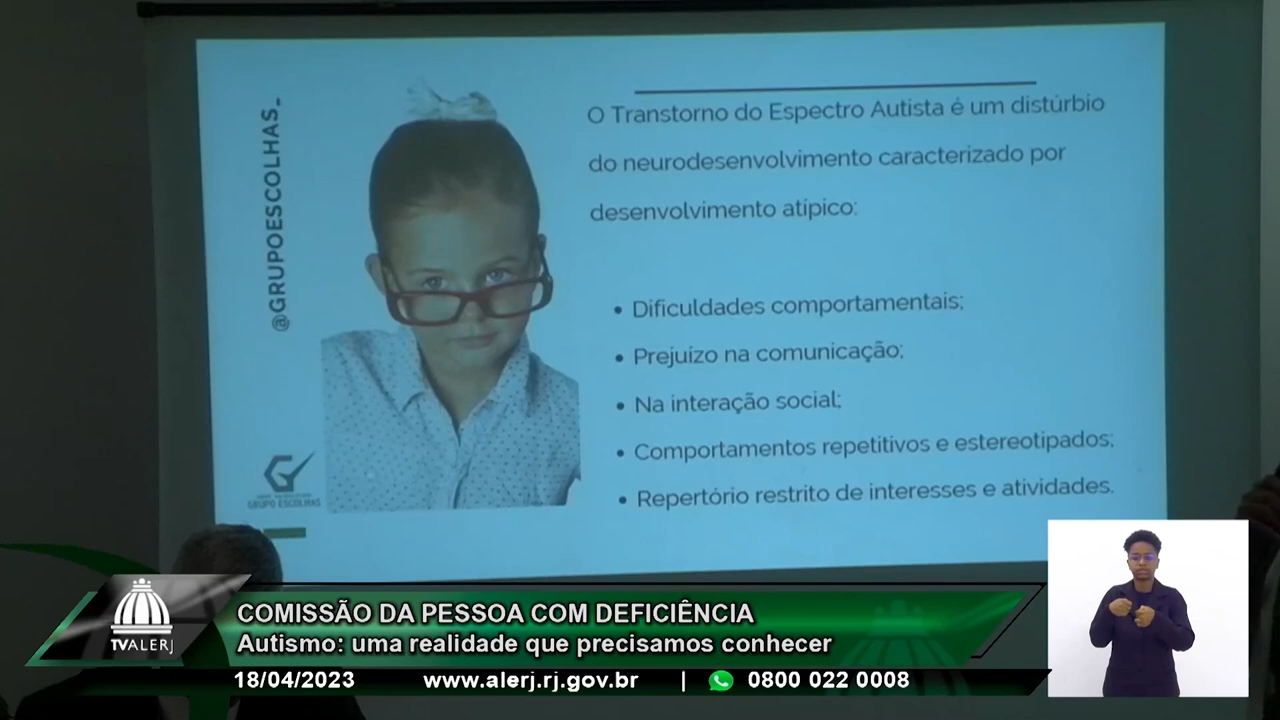 @GRUPOESCOLHAS_
O Transtorno do Espectro Autista é um distúrbio
do neurodesenvolvimento caracterizado por
desenvolvimento atípico:
• Dificuldades comportamentais;
• Prejuízo na comunicação;
• Na interação social;
• Comportamentos repetitivos e estereotipados;
• Repertório restrito de interesses e atividades.
GRUPO ESCOLHAS
TVALERJ
COMISSÃO DA PESSOA COM DEFICIÊNCIA
Autismo: uma realidade que precisamos conhecer
18/04/2023 www.alerj.rj.gov.br | 0800 022 0008